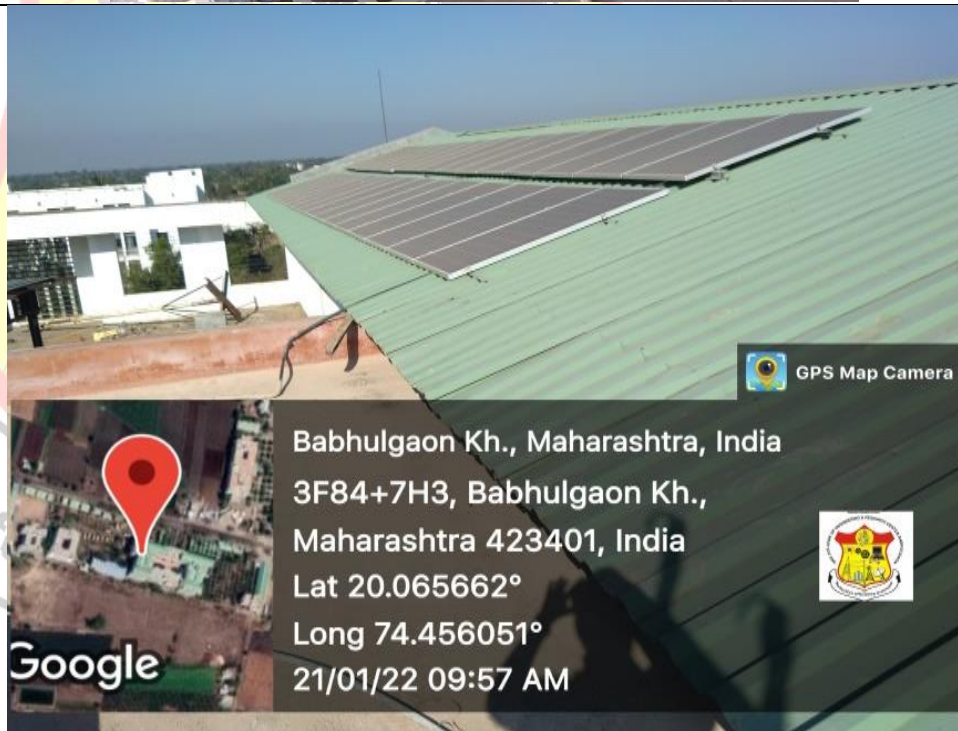 GPS Map Camera
Babhulgaon Kh., Maharashtra, India
3F84+7H3, Babhulgaon Kh.,
Maharashtra 423401, India
Lat 20.065662°
Long 74.456051°
21/01/22 09:57 AM
Google